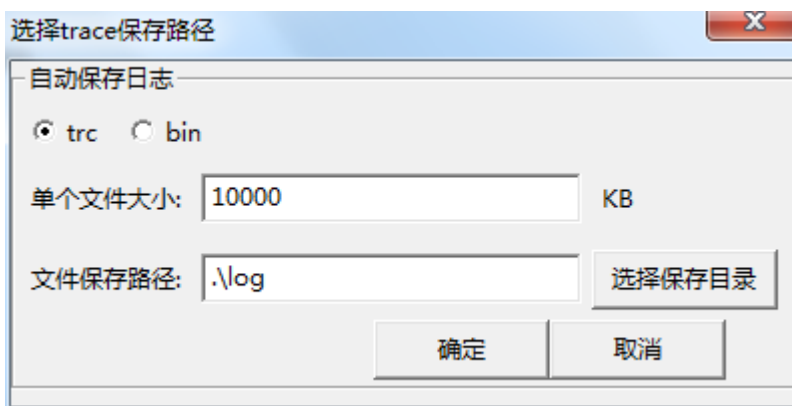 选择trace保存路径
自动保存日志
trc bin
单个文件大小: 10000 KB
文件保存路径: .\log 选择保存目录
确定 取消